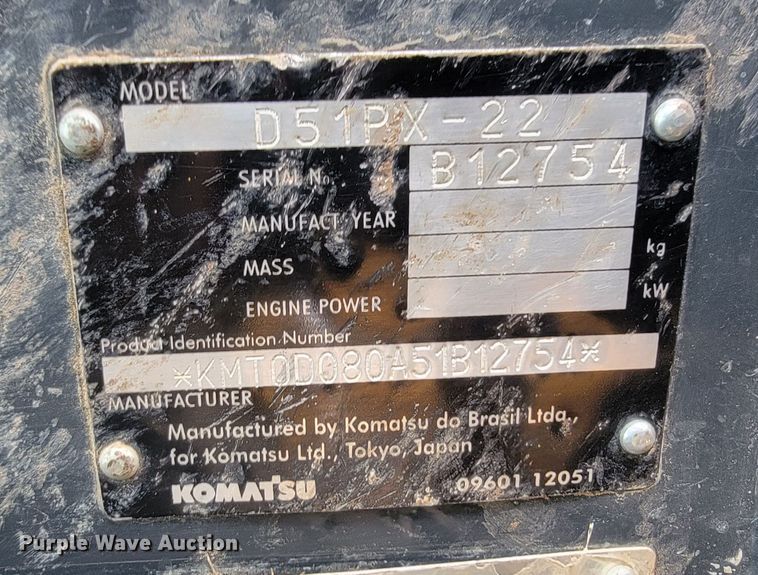 MODEL
D51PX-22
SERIAL No. B12754
MANUFACT. YEAR
MASS kg
ENGINE POWER kW
Product Identification Number
*KMT0D080A51B12754*
MANUFACTURER
Manufactured by Komatsu do Brasil Ltda.,
for Komatsu Ltd., Tokyo, Japan
KOMATSU 09601 12051
Purple Wave Auction